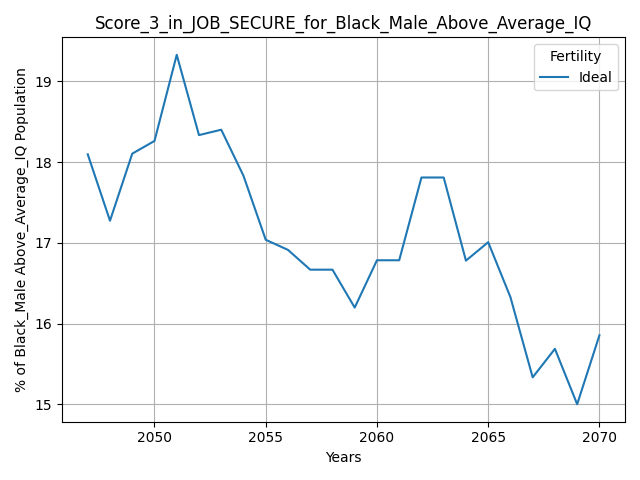 Score_3_in_JOB_SECURE_for_Black_Male_Above_Average_IQ
Fertility
Ideal
% of Black_Male Above_Average_IQ Population
19
18
17
16
15
2050
2055
2060
2065
2070
Years